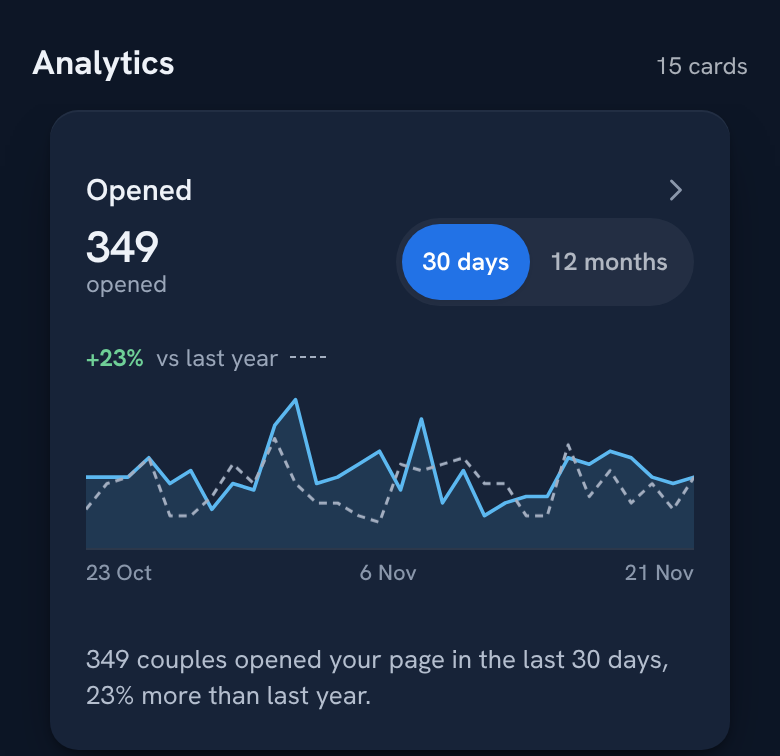 Analytics
15 cards
Opened
349
opened
30 days
12 months
+23% vs last year
23 Oct
6 Nov
21 Nov
349 couples opened your page in the last 30 days,
23% more than last year.